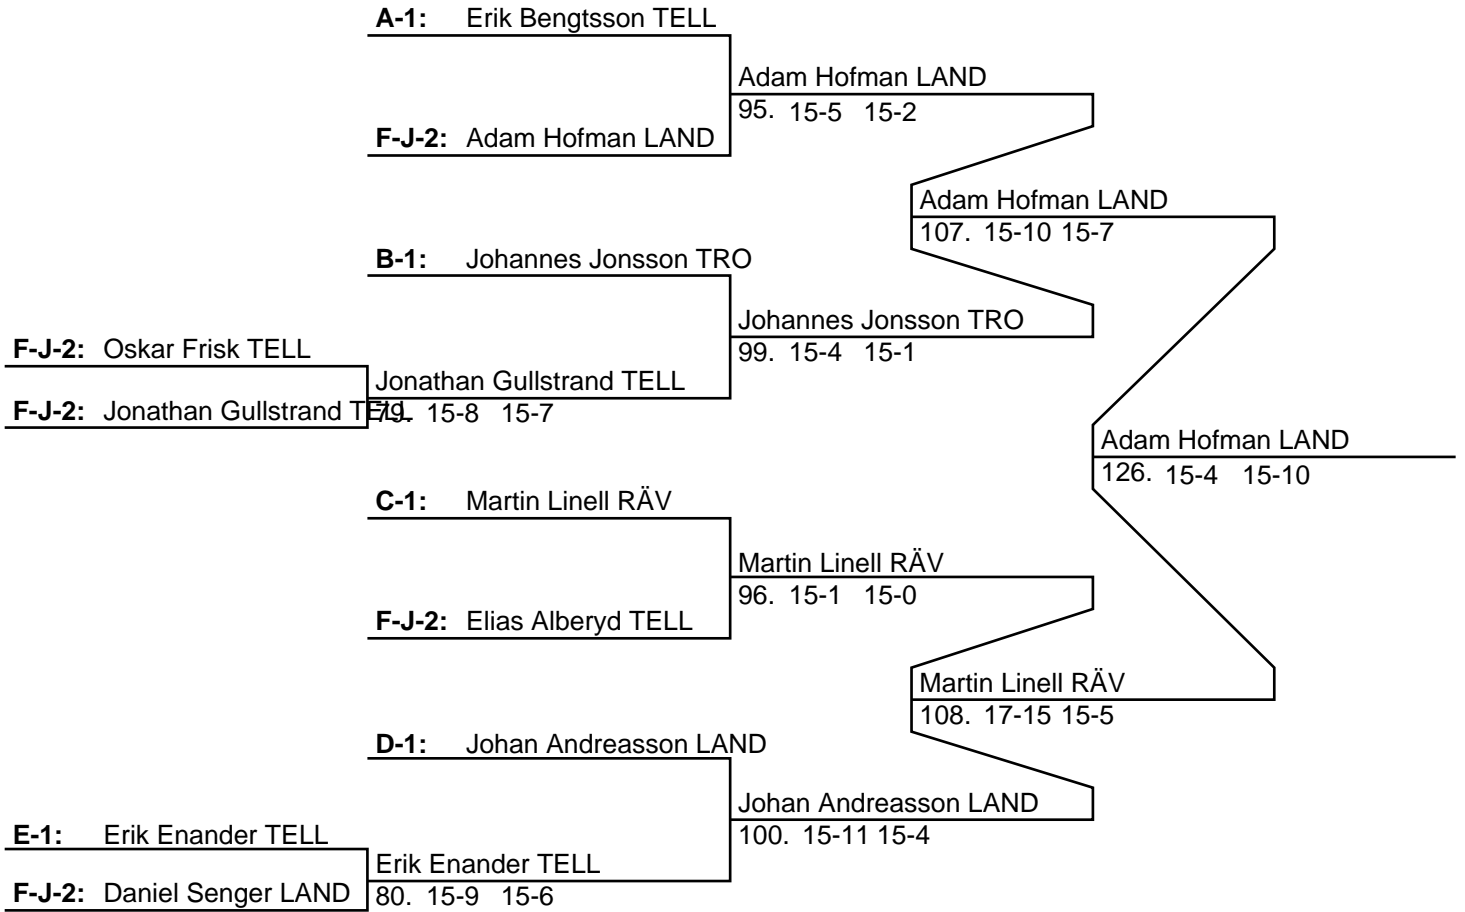 A-1: Erik Bengtsson TELL
Adam Hofman LAND
95. 15-5 15-2
F-J-2: Adam Hofman LAND
Adam Hofman LAND
107. 15-10 15-7
B-1: Johannes Jonsson TRO
Johannes Jonsson TRO
99. 15-4 15-1
F-J-2: Oskar Frisk TELL
Jonathan Gullstrand TELL
F-J-2: Jonathan Gullstrand TELL
79. 15-8 15-7
Adam Hofman LAND
126. 15-4 15-10
C-1: Martin Linell RÄV
Martin Linell RÄV
96. 15-1 15-0
F-J-2: Elias Alberyd TELL
Martin Linell RÄV
108. 17-15 15-5
D-1: Johan Andreasson LAND
Johan Andreasson LAND
100. 15-11 15-4
E-1: Erik Enander TELL
Erik Enander TELL
F-J-2: Daniel Senger LAND
80. 15-9 15-6